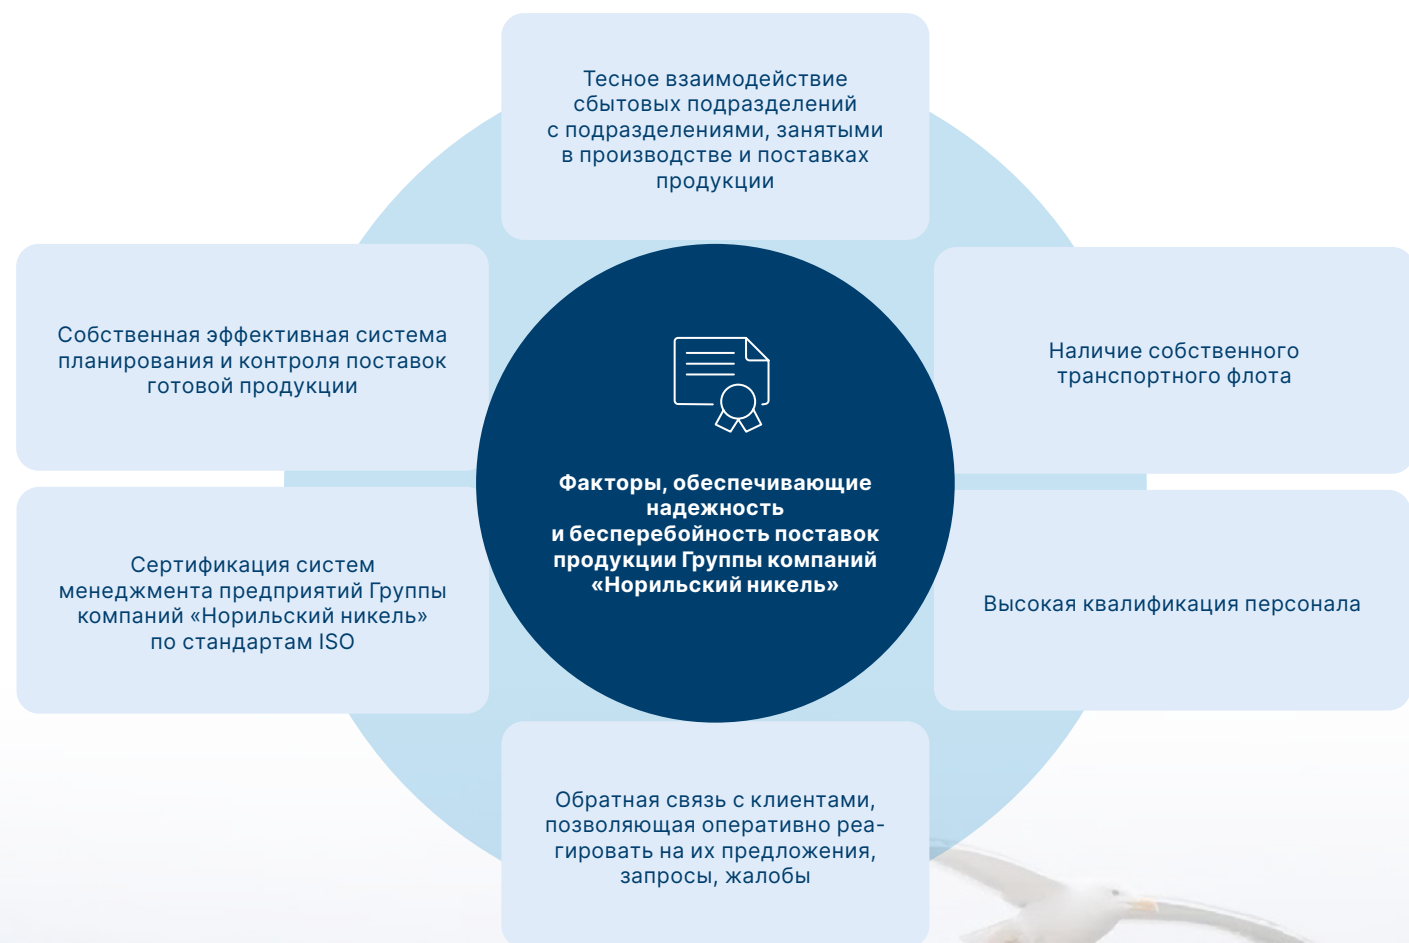 Тесное взаимодействие
сбытовых подразделений
с подразделениями, занятыми
в производстве и поставках
продукции
Собственная эффективная система
планирования и контроля поставок
готовой продукции
Наличие собственного
транспортного флота
Факторы, обеспечивающие
надежность
и бесперебойность поставок
продукции Группы компаний
«Норильский никель»
Сертификация систем
менеджмента предприятий Группы
компаний «Норильский никель»
по стандартам ISO
Высокая квалификация персонала
Обратная связь с клиентами,
позволяющая оперативно реа-
гировать на их предложения,
запросы, жалобы